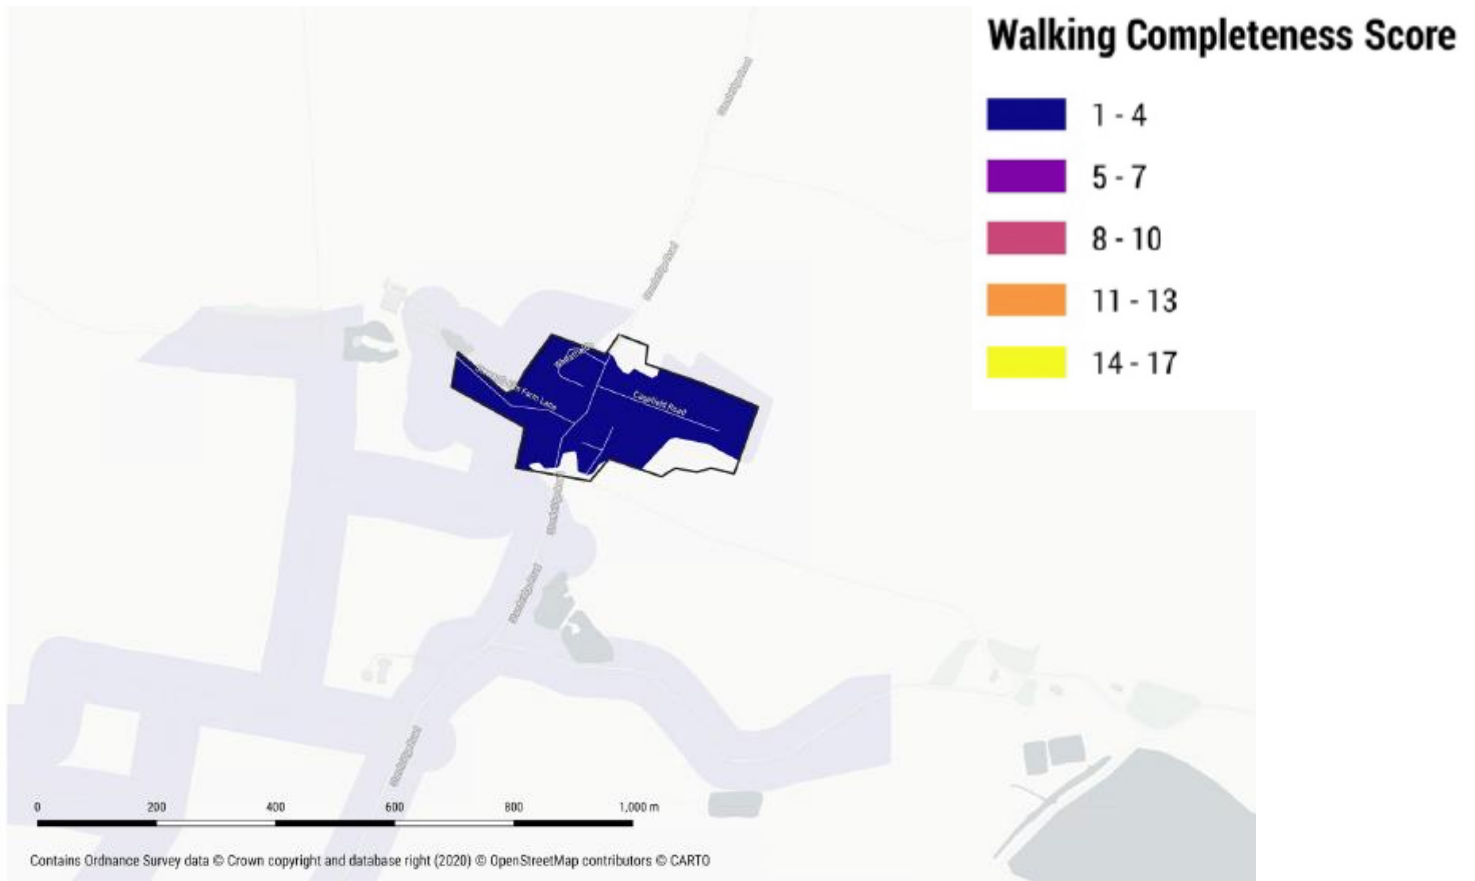 Walking Completeness Score
1 - 4
5 - 7
8 - 10
11 - 13
14 - 17
Farm Lane
Cagefield Road
0 200 400 600 800 1,000 m
Contains Ordnance Survey data © Crown copyright and database right (2020) © OpenStreetMap contributors © CARTO